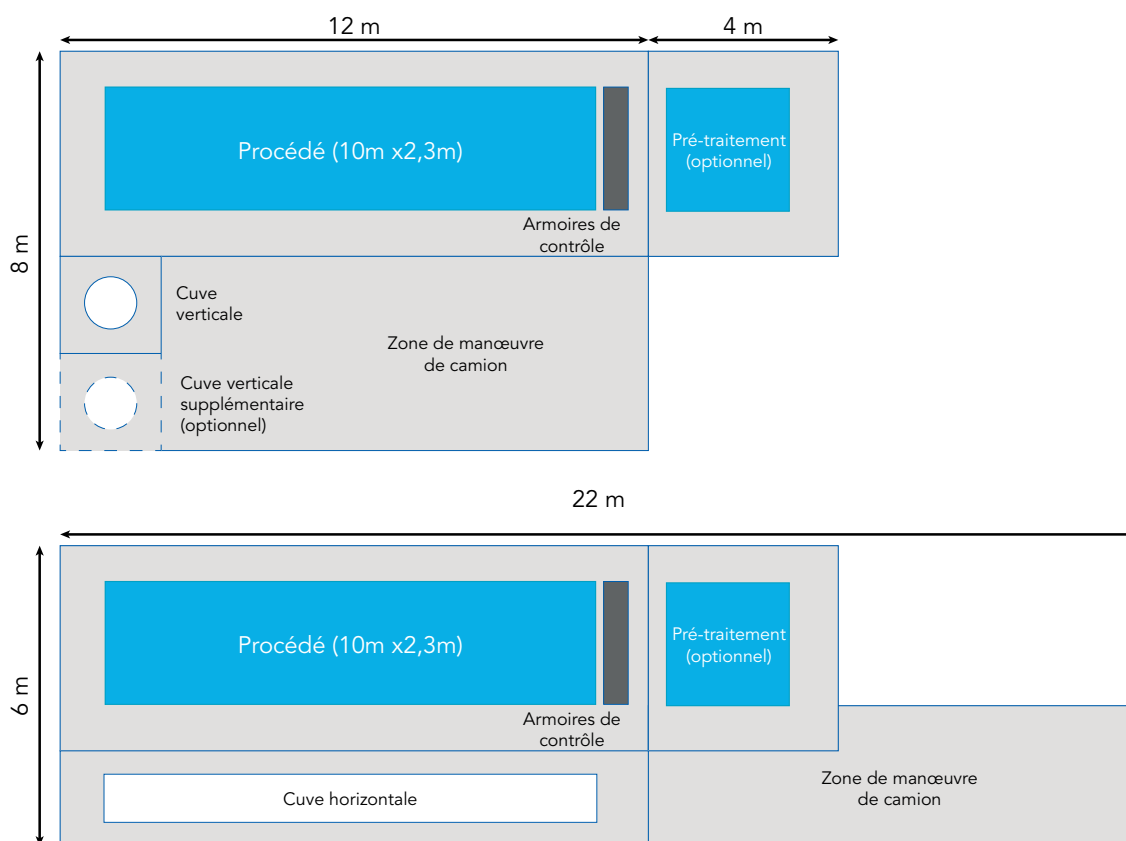 12 m
4 m
8 m
Procédé (10m x2,3m)
Pré-traitement
(optionnel)
Armoires de
contrôle
Cuve
verticale
Zone de manœuvre
de camion
Cuve verticale
supplémentaire
(optionnel)
22 m
6 m
Procédé (10m x2,3m)
Pré-traitement
(optionnel)
Armoires de
contrôle
Cuve horizontale
Zone de manœuvre
de camion